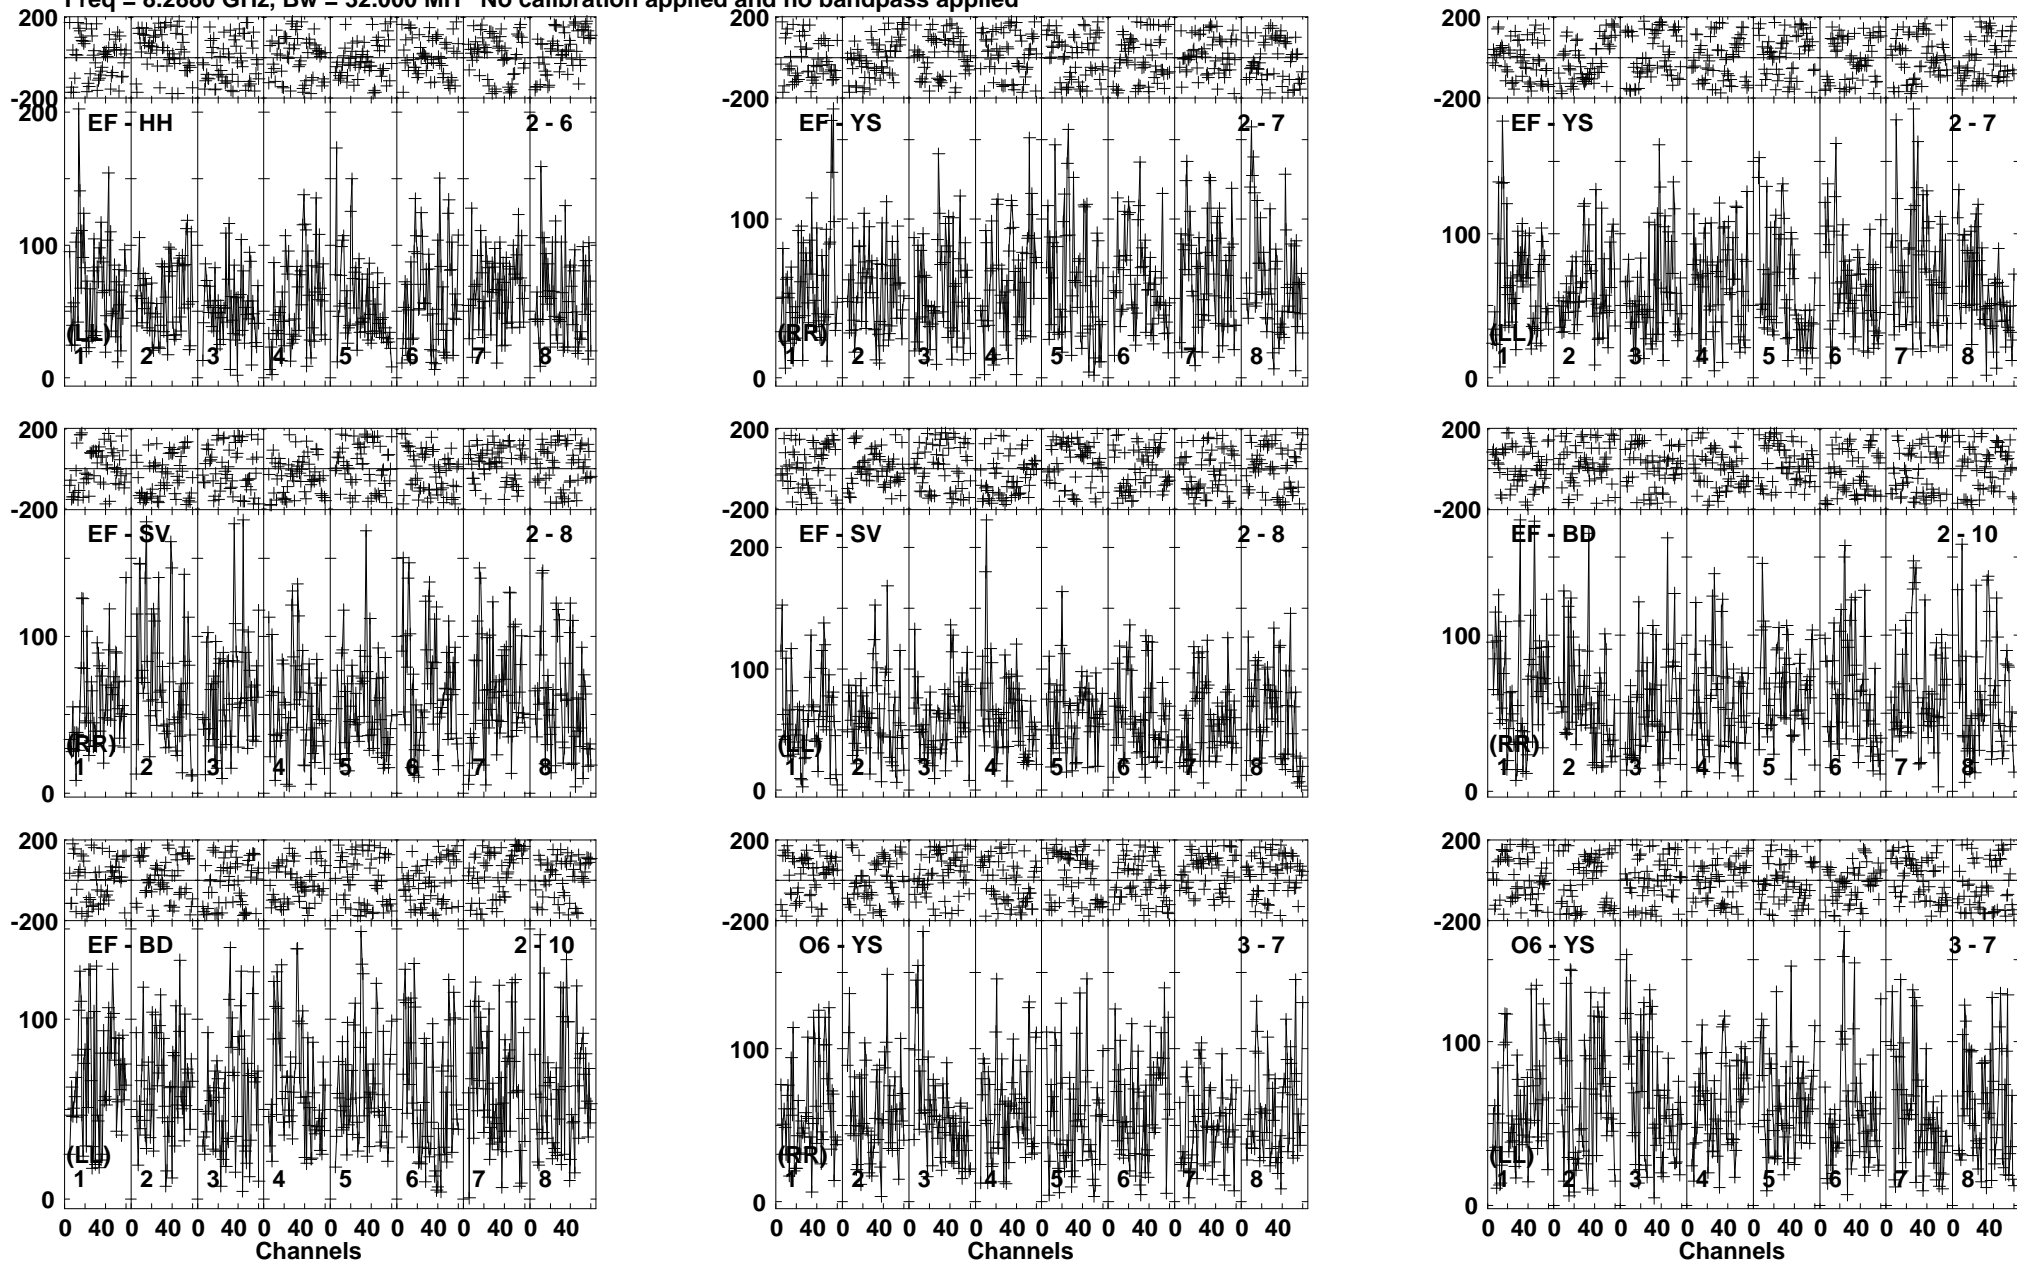 Freq = 8.2880 GHz, Bw = 32.000 MH No calibration applied and no bandpass applied
200
-200
200
100
0
EF - HH
2 - 6
(LL)
1 2 3 4 5 6 7 8
200
-200
100
0
EF - YS
2 - 7
(RR)
1 2 3 4 5 6 7 8
200
-200
100
0
EF - YS
2 - 7
(LL)
1 2 3 4 5 6 7 8
200
-200
100
0
EF - SV
2 - 8
(RR)
1 2 3 4 5 6 7 8
200
-200
200
100
0
EF - SV
2 - 8
(LL)
1 2 3 4 5 6 7 8
200
-200
100
0
EF - BD
2 - 10
(RR)
1 2 3 4 5 6 7 8
200
-200
100
0
EF - BD
2 - 10
(LL)
1 2 3 4 5 6 7 8
0 40 0 40 0 40 0 40 0 40 0 40 0 40 0 40
Channels
200
-200
100
0
O6 - YS
3 - 7
(RR)
1 2 3 4 5 6 7 8
0 40 0 40 0 40 0 40 0 40 0 40 0 40 0 40
Channels
200
-200
100
0
O6 - YS
3 - 7
(LL)
1 2 3 4 5 6 7 8
0 40 0 40 0 40 0 40 0 40 0 40 0 40 0 40
Channels